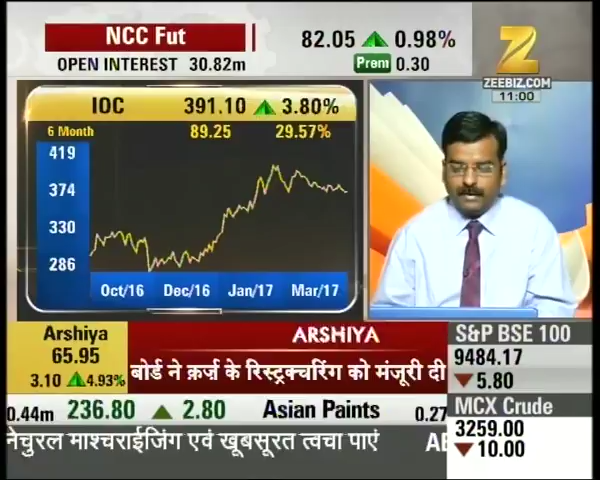 NCC Fut
OPEN INTEREST 30.82m
82.05 0.98%
Prem 0.30
ZEEBIZ.COM
11:00
IOC 391.10 3.80%
6 Month 89.25 29.57%
419
374
330
286
Oct/16 Dec/16 Jan/17 Mar/17
Arshiya
65.95
3.10 4.93%
ARSHIYA
बोर्ड ने क़र्ज़ के रिस्ट्रक्चरिंग को मंजूरी दी
S&P BSE 100
9484.17
5.80
0.44m 236.80 2.80 Asian Paints 0.27
MCX Crude
3259.00
10.00
नेचुरल माश्चराईजिंग एवं खूबसूरत त्वचा पाएं